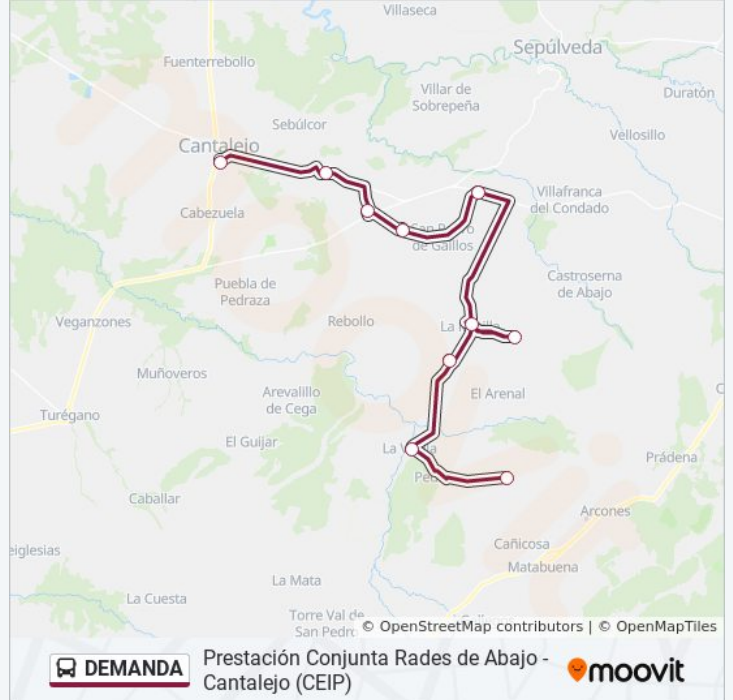 Villaseca
Sepúlveda
Fuenterrebollo
Villar de
Sobrepeña
Duratón
Sebúlcor
Vellosillo
Cantalejo
Villafranca
del Condado
Cabezuela
de Gaíllos
Castroserna
de Abajo
Puebla de
Pedraza
Veganzones
Rebollo
La
Muñoveros
Arevalillo
de Cega
El Arenal
Turégano
El Guijar
La
Prádena
Caballar
Arcones
Cañicosa
Matabuena
La Mata
La Cuesta
Torre Val de
San Pedro
© OpenStreetMap contributors | © OpenMapTiles
DEMANDA
Prestación Conjunta Rades de Abajo -
Cantalejo (CEIP)
moovit